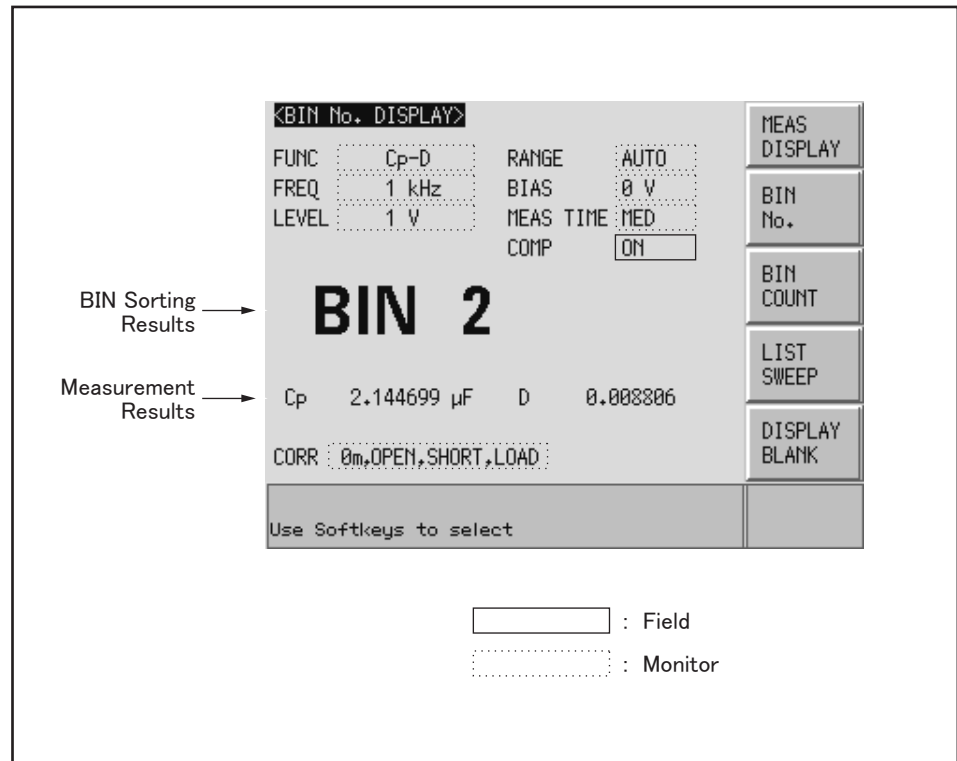 <BIN No. DISPLAY>
FUNC Cp-D RANGE AUTO
FREQ 1 kHz BIAS 0 V
LEVEL 1 V MEAS TIME MED
COMP ON
BIN Sorting
Results
BIN 2
Measurement
Results
Cp 2.144699 µF D 0.008806
CORR 0m,OPEN,SHORT,LOAD
Use Softkeys to select
MEAS
DISPLAY
BIN
No.
BIN
COUNT
LIST
SWEEP
DISPLAY
BLANK
: Field
: Monitor